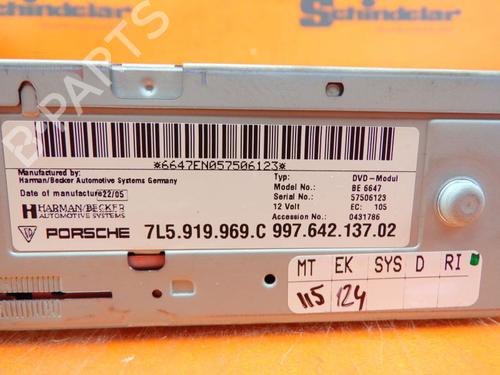 Schindclar
B-PARTS
*6647EN057506123*
Manufactured by:
Harman/Becker Automotive Systems Germany
Date of manufacture 22/05
HARMAN/BECKER
AUTOMOTIVE SYSTEMS
Typ: DVD-Modul
Model No.: BE 6647
Serial No.: 57506123
12 Volt EC: 105
Accession No.: 0431786
PORSCHE 7L5.919.969.C 997.642.137.02
MT EK SYS D RI
115 124